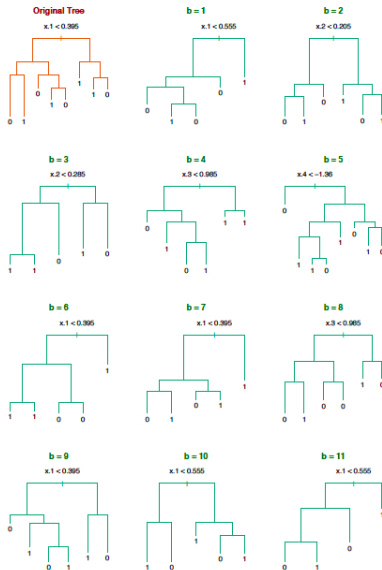 Original Tree
x.1 < 0.395
0 1
0
1 0
1
1 0
b = 1
x.1 < 0.555
0
1 0
0
1
b = 2
x.2 < 0.205
0 1
0
1
0 1
b = 3
x.2 < 0.285
1 1
0
1 0
b = 4
x.3 < 0.985
0
1
0 1
1 1
b = 5
x.4 < −1.36
0
1
1 0
1
0
1 0
b = 6
x.1 < 0.395
1 1
0 0
1
b = 7
x.1 < 0.395
0 1
0 1
1
b = 8
x.3 < 0.985
0 1
0 0
1 0
b = 9
x.1 < 0.395
0
1
0 1
1 0
b = 10
x.1 < 0.555
1 0
1
0 1
b = 11
x.1 < 0.555
0 1
0